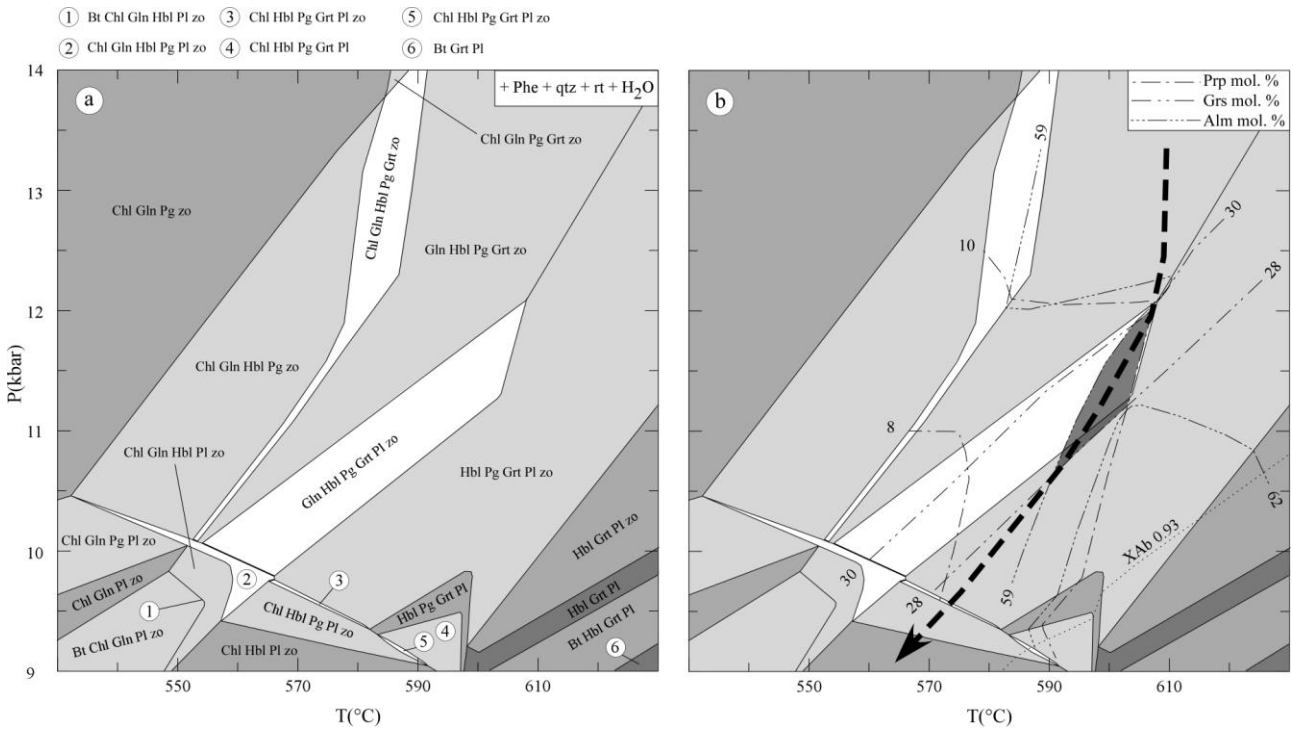 1 Bt Chl Gln Hbl Pl zo
3 Chl Hbl Pg Grt Pl zo
5 Chl Hbl Pg Grt Pl zo
2 Chl Gln Hbl Pg Pl zo
4 Chl Hbl Pg Grt Pl
6 Bt Grt Pl
a
+ Phe + qtz + rt + H2O
Chl Gln Pg Grt zo
Chl Gln Pg zo
Chl Gln Hbl Pg Grt zo
Gln Hbl Pg Grt zo
Chl Gln Hbl Pg zo
Chl Gln Hbl Pl zo
Gln Hbl Pg Grt Pl zo
Hbl Pg Grt Pl zo
Chl Gln Pg Pl zo
Chl Gln Pl zo
Hbl Grt Pl zo
1
2
3
Hbl Pg Grt Pl
Hbl Grt Pl
Bt Chl Gln Pl zo
Chl Hbl Pg Pl zo
4
5
Bt Hbl Grt Pl
Chl Hbl Pl zo
6
14
13
12
11
10
9
P(kbar)
550
570
590
610
T(°C)
b
Prp mol. %
Grs mol. %
Alm mol. %
59
30
10
28
8
62
XAb 0.93
30
28
59
550
570
590
610
T(°C)